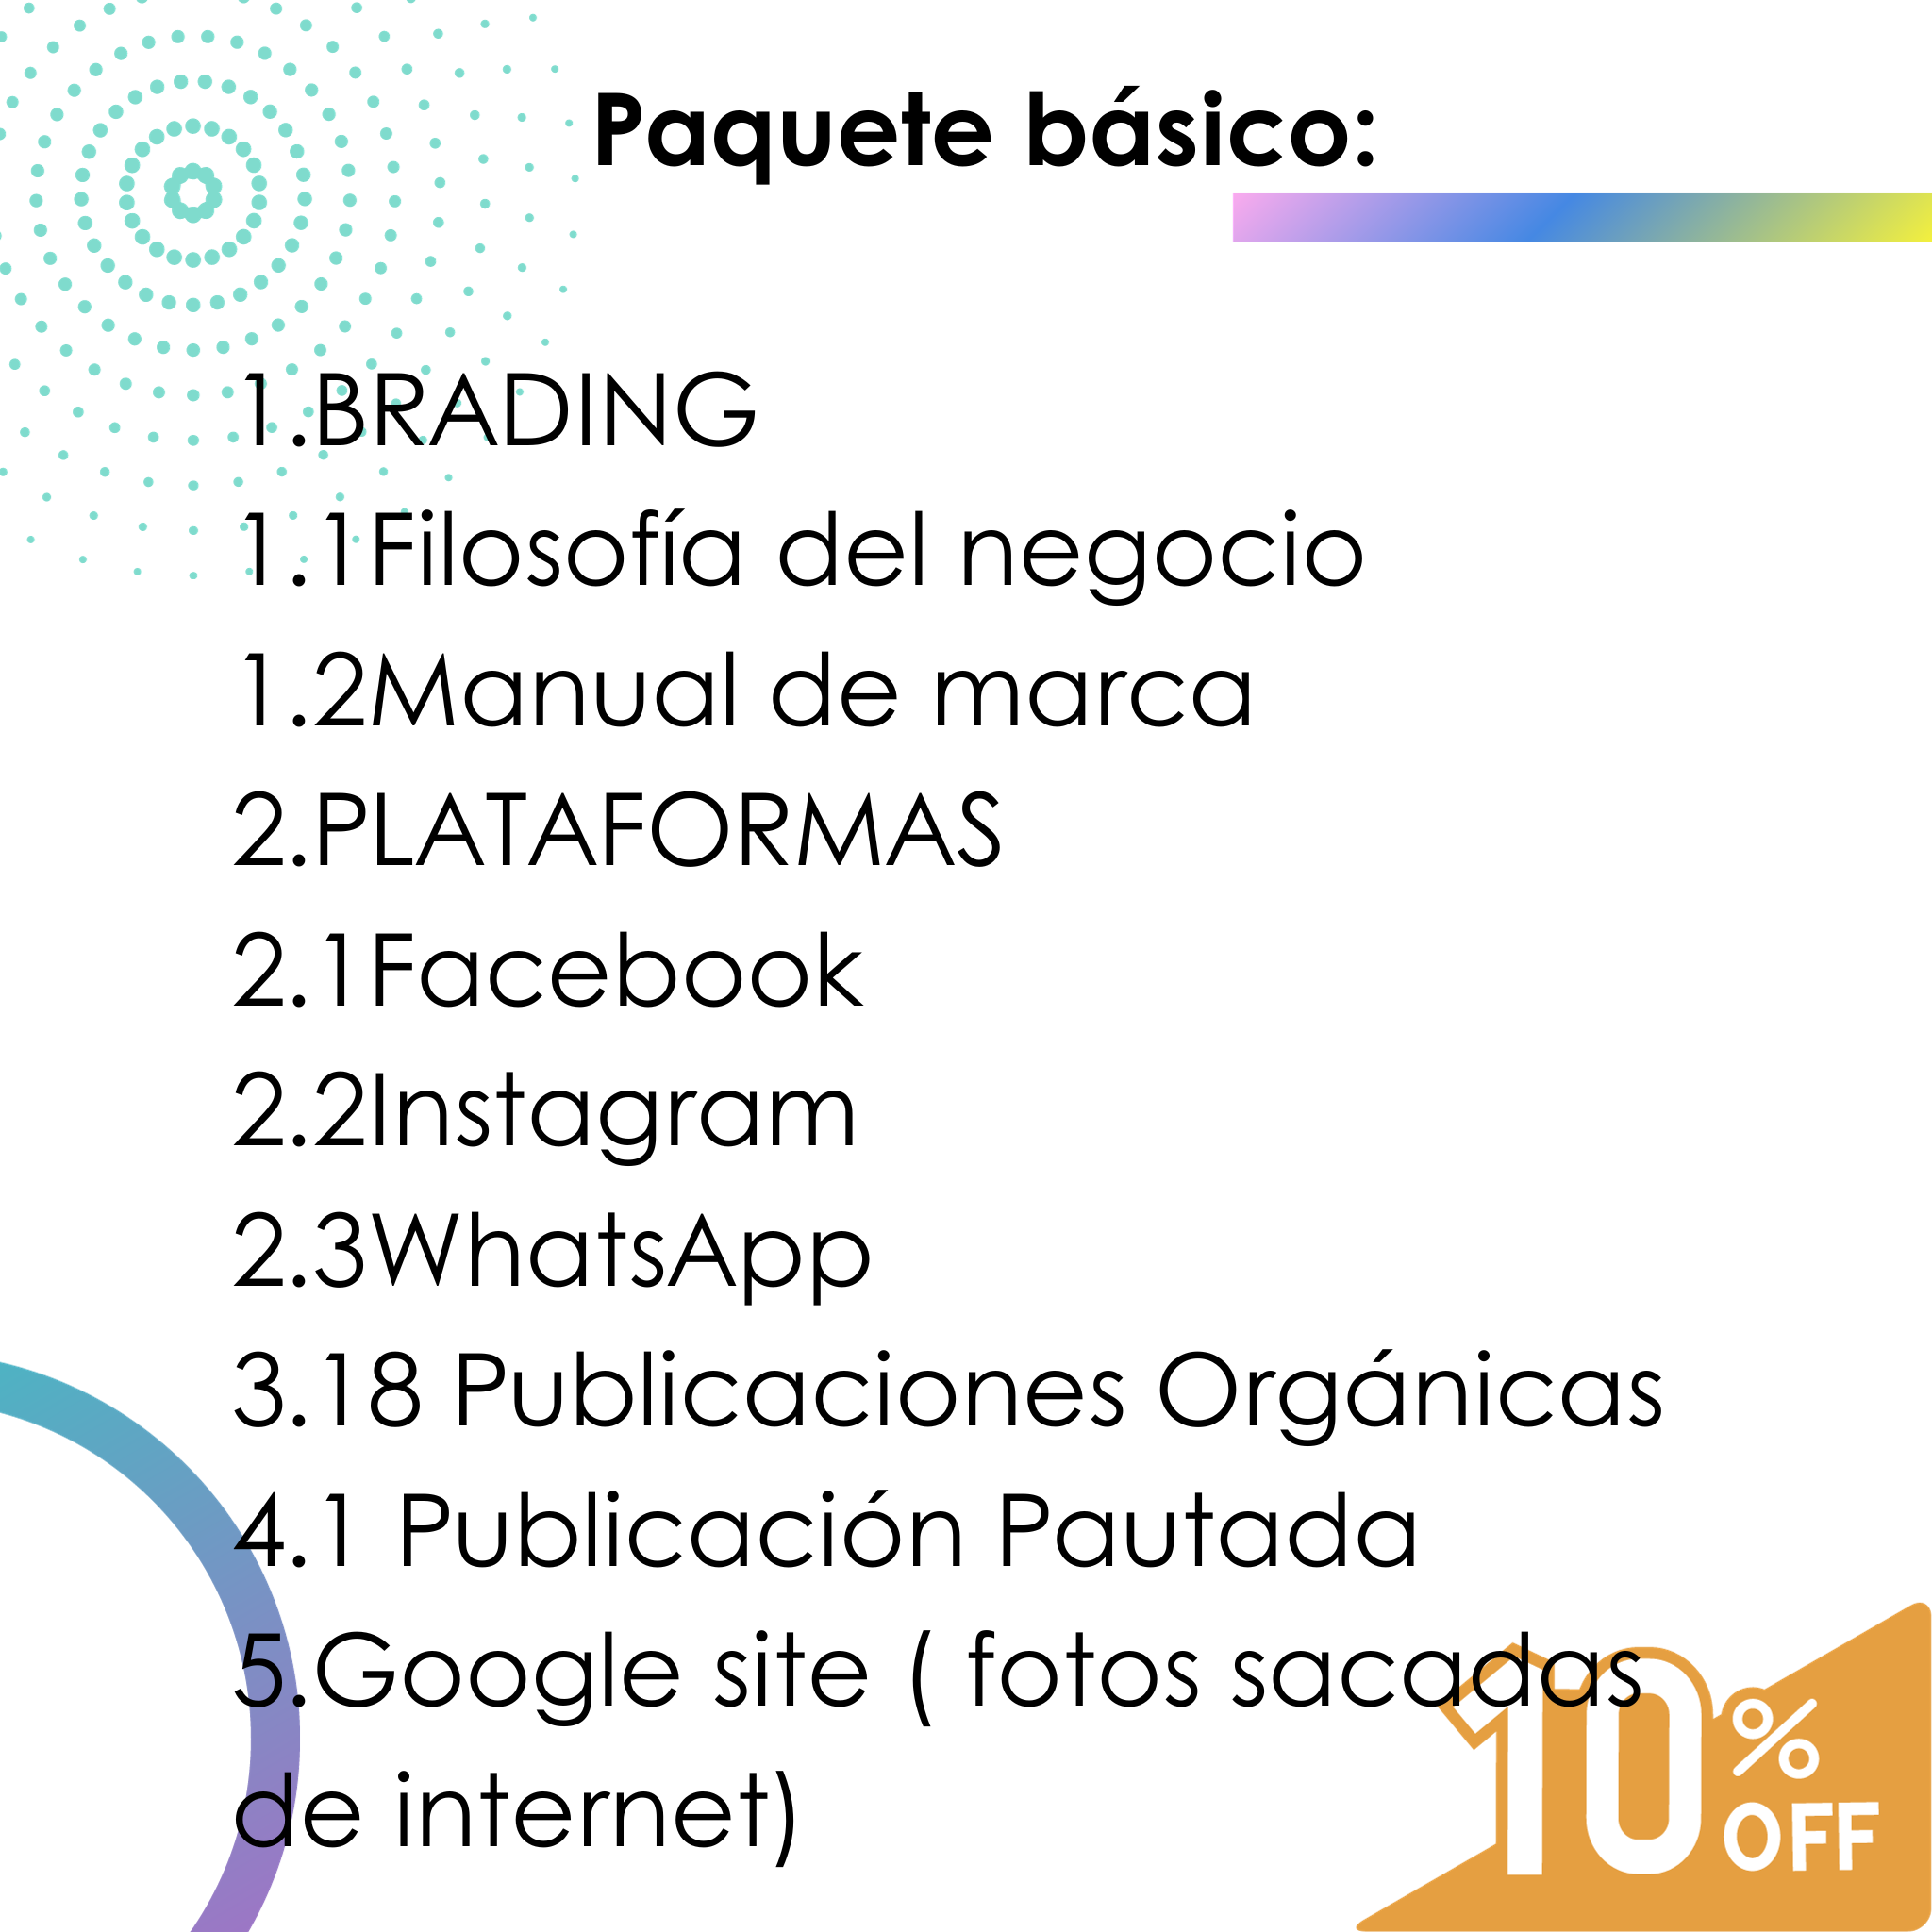 Paquete básico:
1.BRADING
1.1Filosofía del negocio
1.2Manual de marca
2.PLATAFORMAS
2.1Facebook
2.2Instagram
2.3WhatsApp
3.18 Publicaciones Orgánicas
4.1 Publicación Pautada
5.Google site ( fotos sacadas
de internet)
10%
OFF